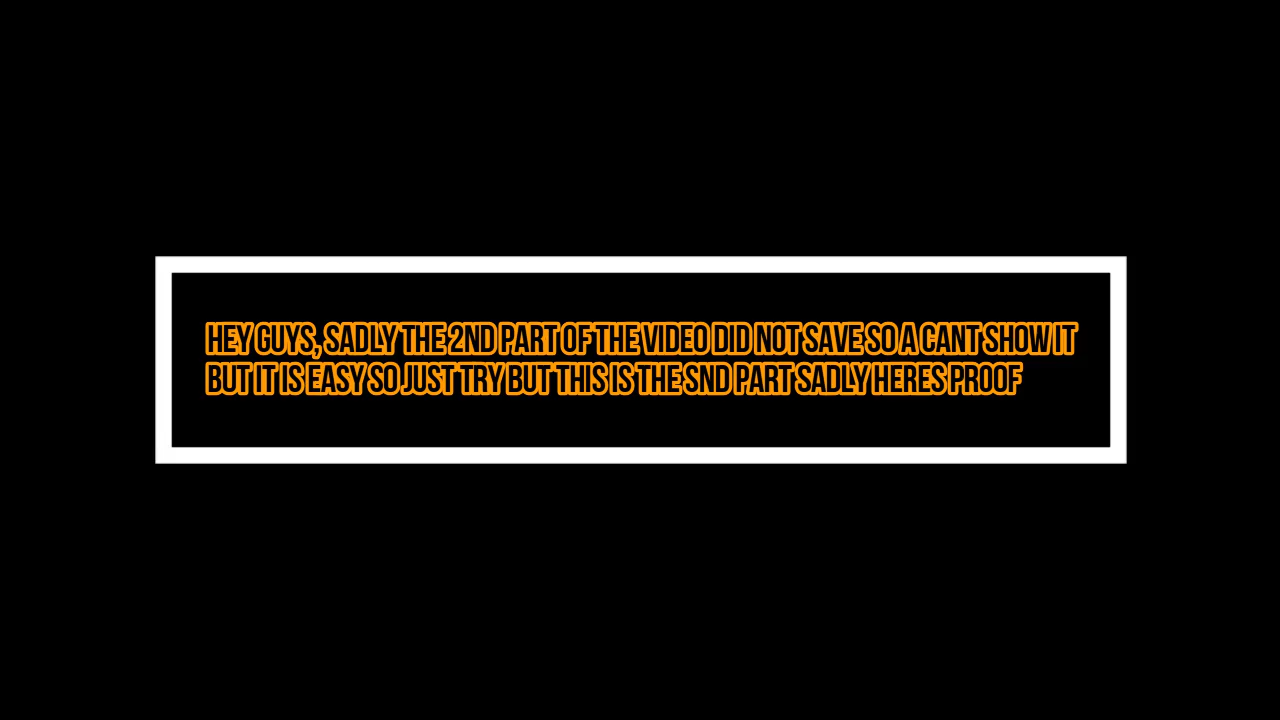 HEY GUYS, SADLY THE 2ND PART OF THE VIDEO DID NOT SAVE SO A CANT SHOW IT
BUT IT IS EASY SO JUST TRY BUT THIS IS THE SND PART SADLY HERES PROOF